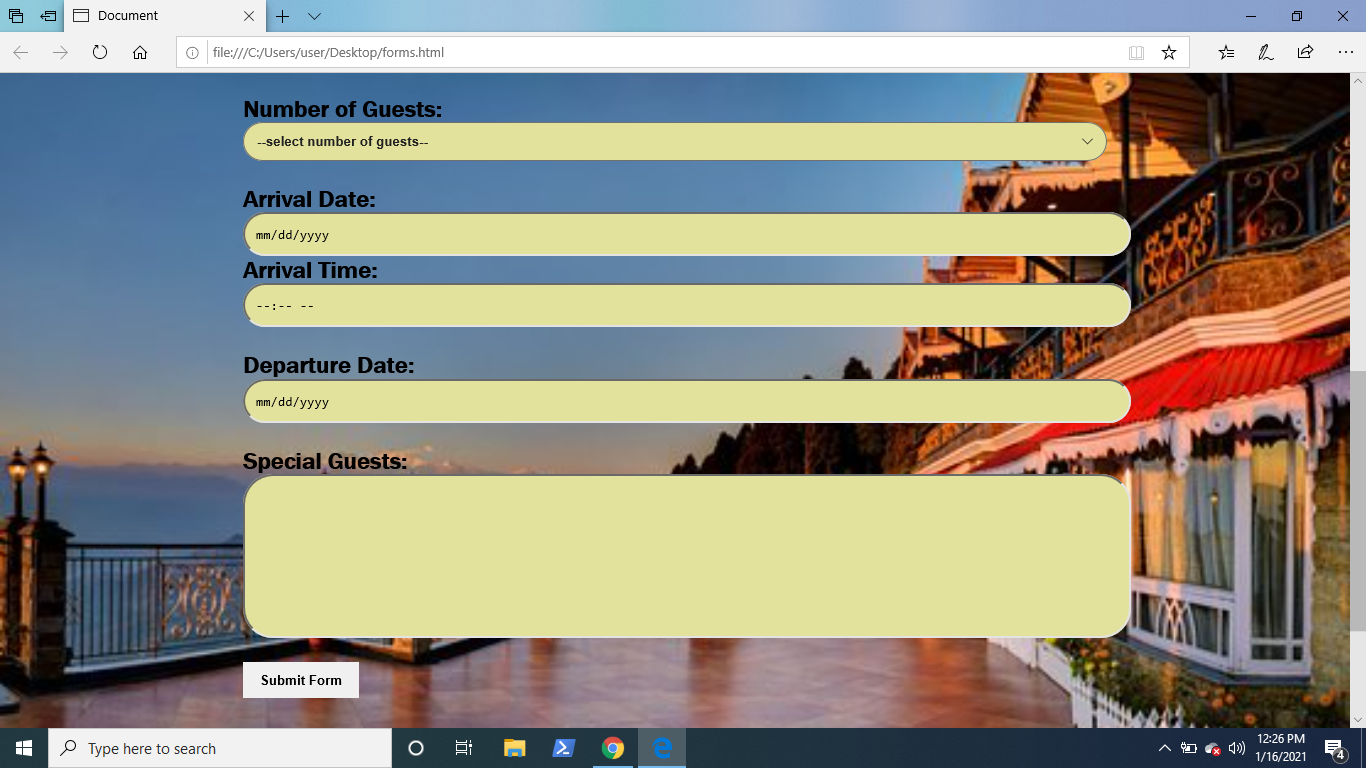 Document
file:///C:/Users/user/Desktop/forms.html
Number of Guests:
--select number of guests--
Arrival Date:
mm/dd/yyyy
Arrival Time:
--:-- --
Departure Date:
mm/dd/yyyy
Special Guests:
Submit Form
Type here to search
12:26 PM
1/16/2021
4